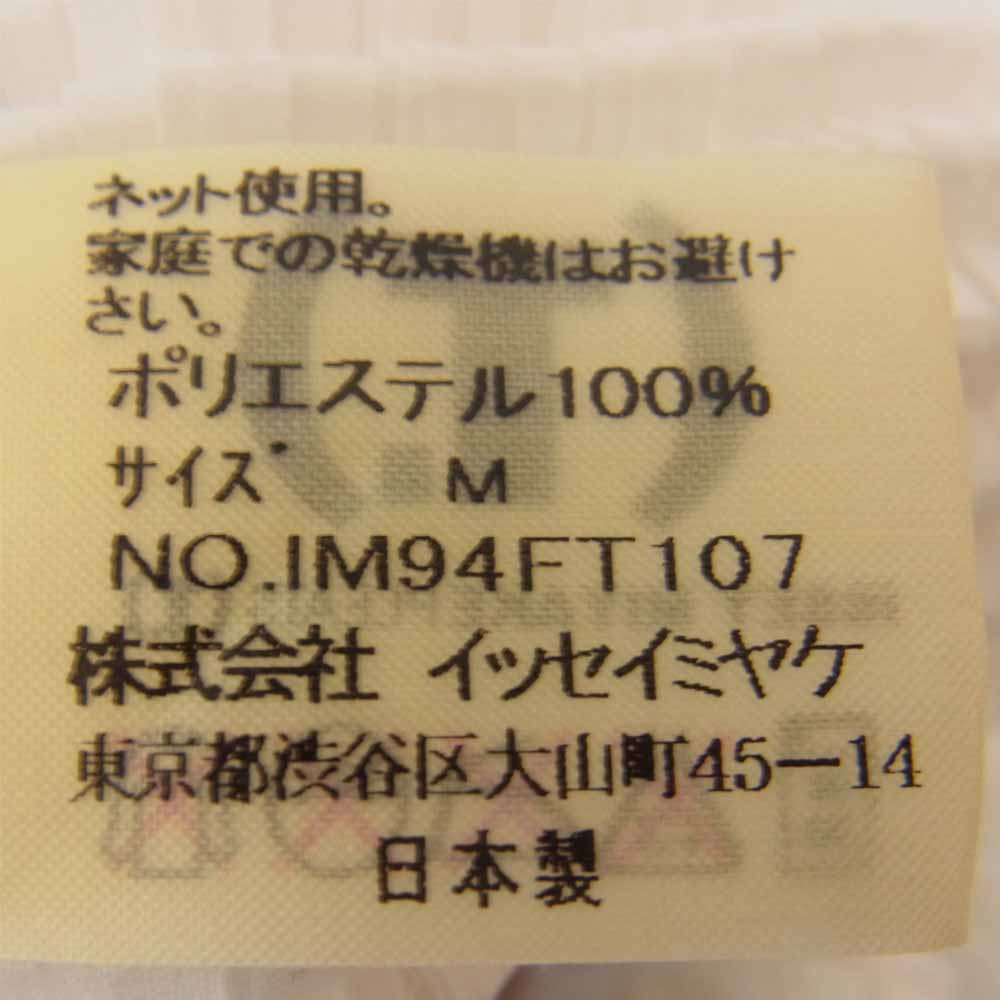 ネット使用。
家庭での乾燥機はお避け
さい。
ポリエステル100%
サイズ M
NO.IM94FT107
株式会社 イッセイミヤケ
東京都渋谷区大山町45-14
日本製